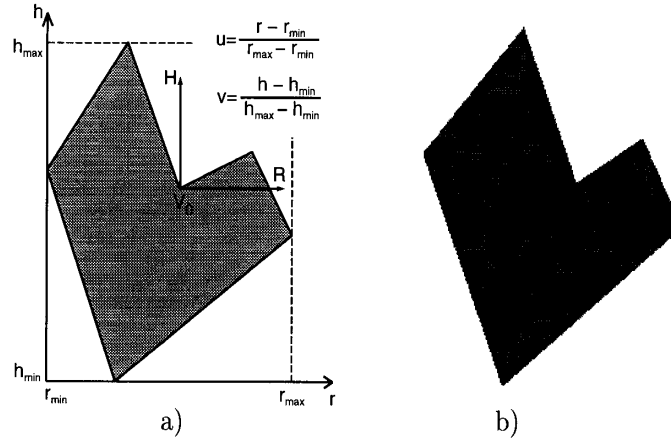 h
h_max
u = (r – r_min) / (r_max – r_min)
H
v = (h – h_min) / (h_max – h_min)
R
V_0
h_min
r_min
r_max
r
a)
b)